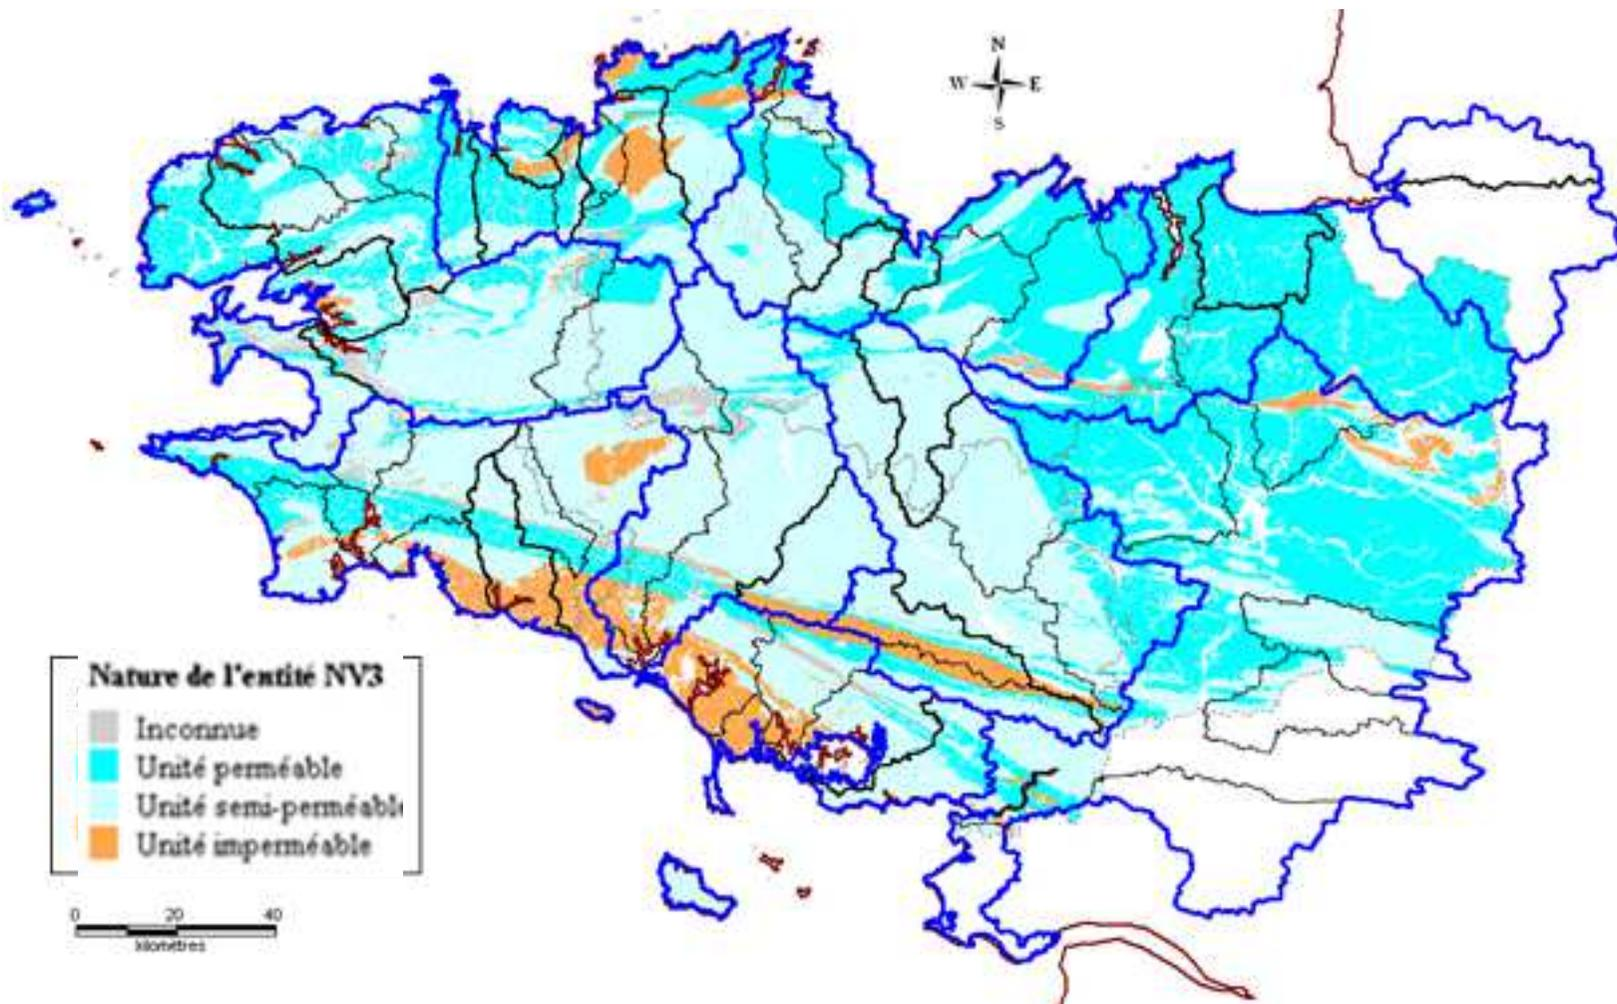 N
W E
S
Nature de l'entité NV3
Inconnue
Unité perméable
Unité semi-perméable
Unité imperméable
0 20 40
kilomètres